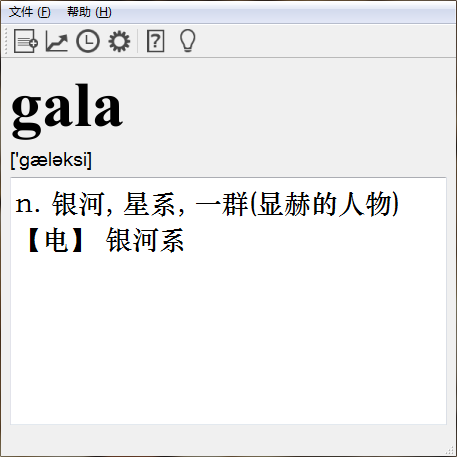 文件 (F) 帮助 (H)
gala
['gæləksi]
n. 银河, 星系, 一群(显赫的人物)
【电】 银河系